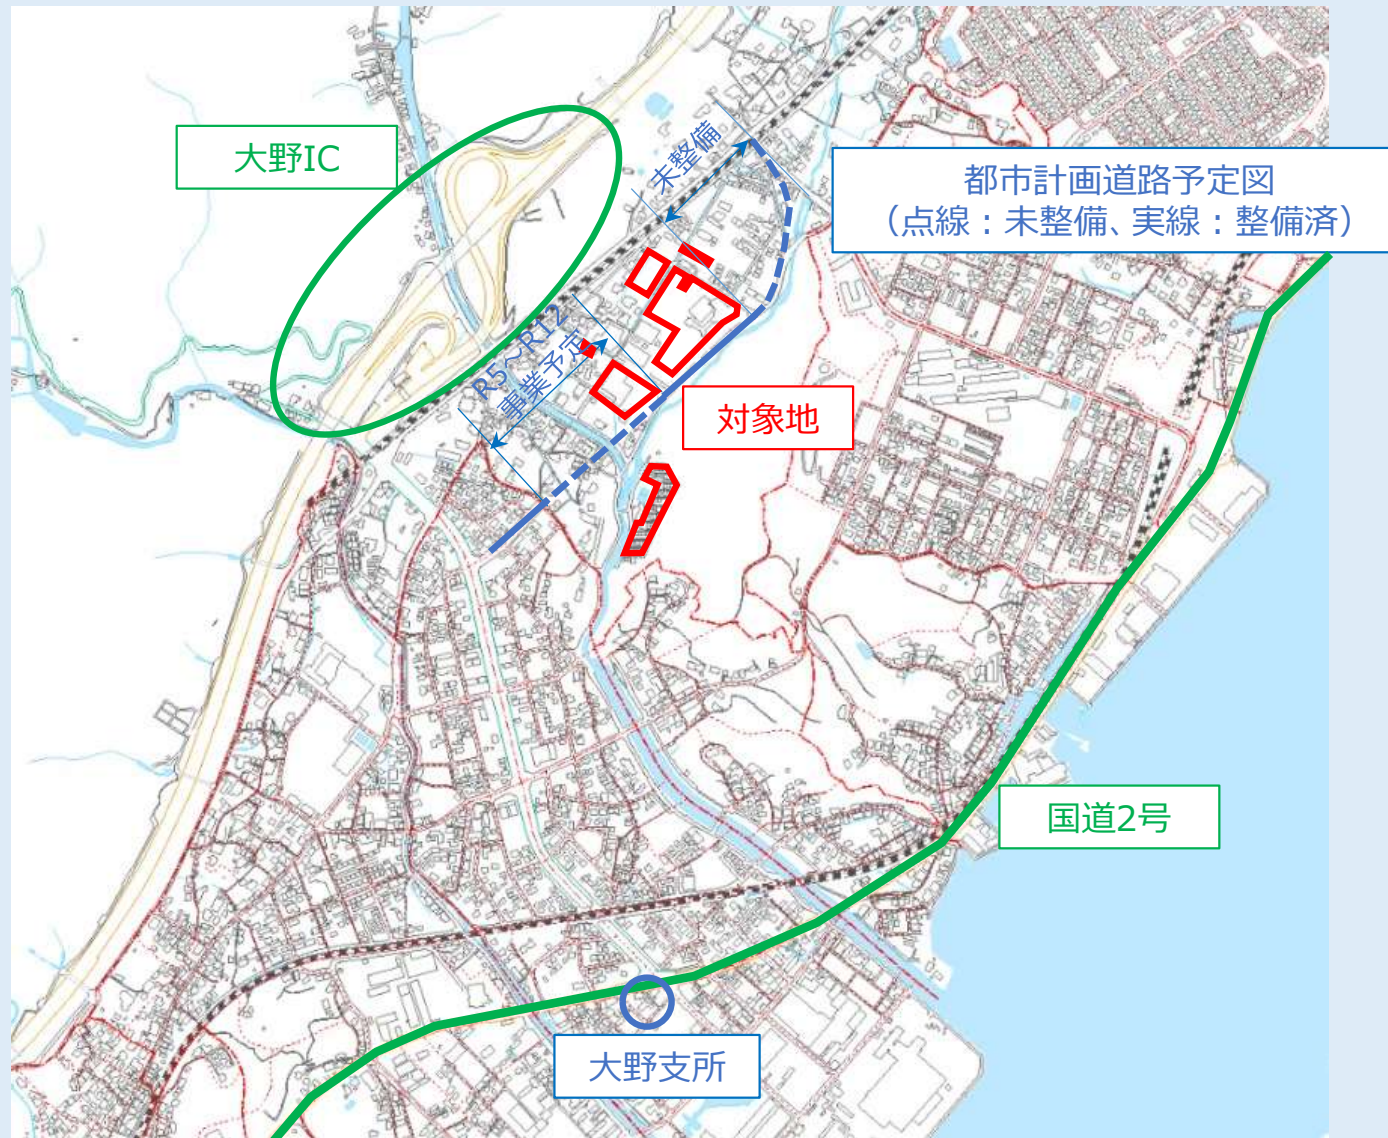 大野IC
未整備
都市計画道路予定図
（点線：未整備、実線：整備済）
R5～R12
事業予定
対象地
国道2号
大野支所